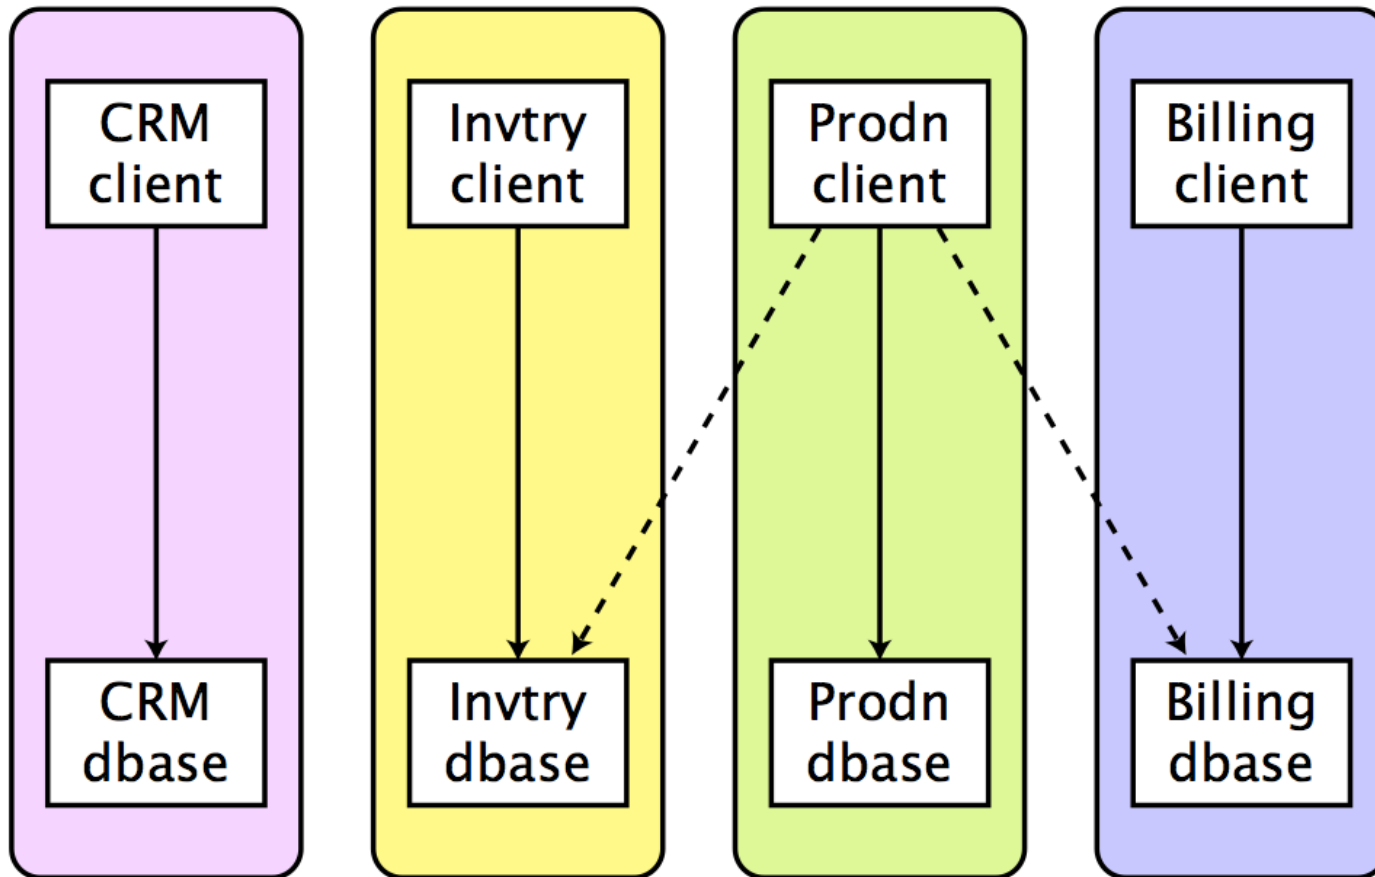 CRM
client
Invtry
client
Prodn
client
Billing
client
CRM
dbase
Invtry
dbase
Prodn
dbase
Billing
dbase